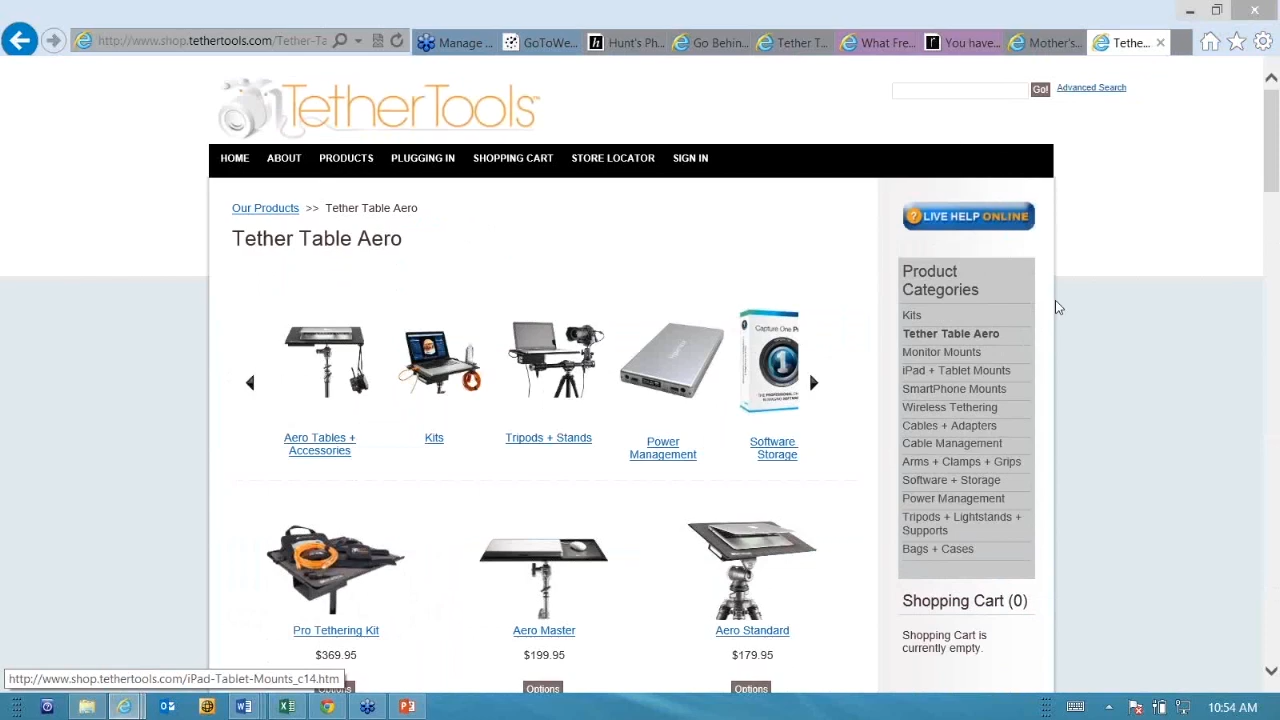 http://www.shop.tethertools.com/Tether-Ta
Manage ...
GoToWe...
Hunt's Ph...
Go Behin...
Tether T...
What Fre...
You have...
Mother's...
Tethe...
TetherTools™
Go!
Advanced Search
HOME ABOUT PRODUCTS PLUGGING IN SHOPPING CART STORE LOCATOR SIGN IN
Our Products >> Tether Table Aero
Tether Table Aero
LIVE HELP ONLINE
Product
Categories
Kits
Tether Table Aero
Monitor Mounts
iPad + Tablet Mounts
SmartPhone Mounts
Wireless Tethering
Cables + Adapters
Cable Management
Arms + Clamps + Grips
Software + Storage
Power Management
Tripods + Lightstands +
Supports
Bags + Cases
Capture One P
1
Aero Tables +
Accessories
Kits
Tripods + Stands
Power
Management
Software
Storage
Pro Tethering Kit
$369.95
Options
Aero Master
$199.95
Options
Aero Standard
$179.95
Options
Shopping Cart (0)
Shopping Cart is
currently empty.
http://www.shop.tethertools.com/iPad-Tablet-Mounts_c14.htm
10:54 AM